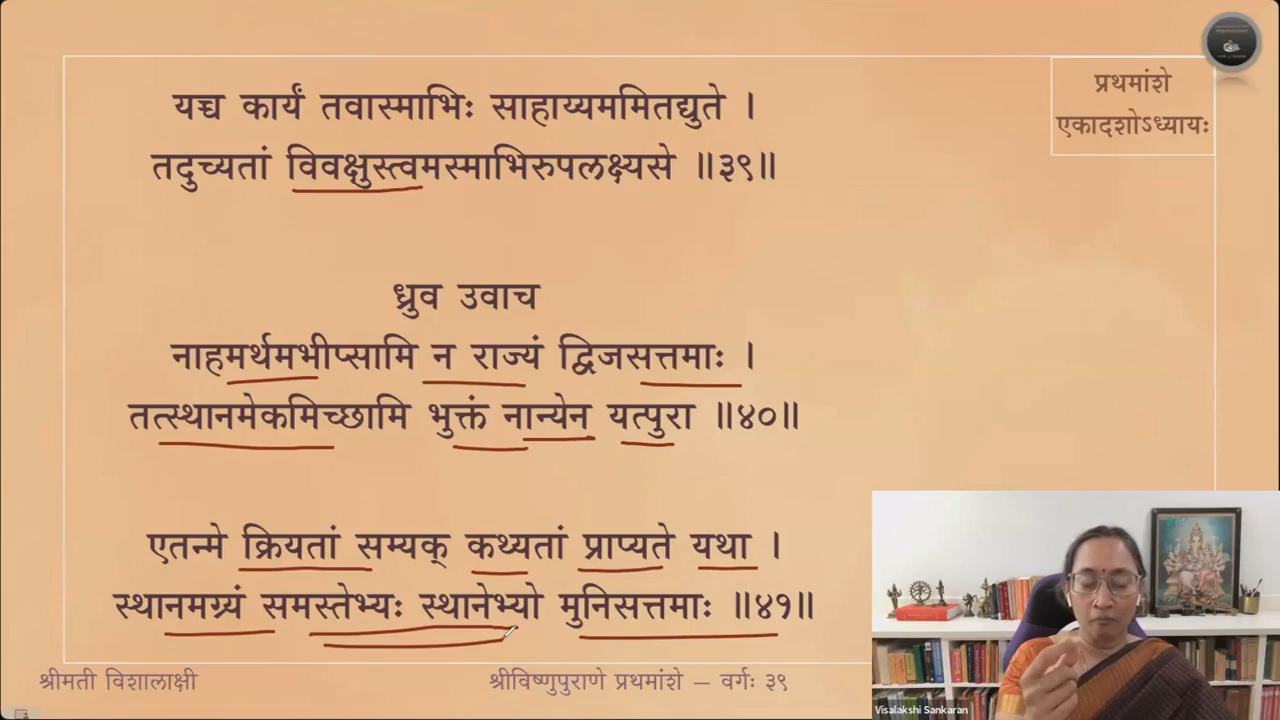 प्रथमांशे
एकादशोऽध्यायः
यच्च कार्यं तवास्माभिः साहाय्यममितद्युते ।
तदुच्यतां विवक्षुस्त्वमस्माभिरुपलक्ष्यसे ॥३९॥
ध्रुव उवाच
नाहमर्थमभीप्सामि न राज्यं द्विजसत्तमाः ।
तत्स्थानमेकमिच्छामि भुक्तं नान्येन यत्पुरा ॥४०॥
एतन्मे क्रियतां सम्यक् कथ्यतां प्राप्यते यथा ।
स्थानमग्र्यं समस्तेभ्यः स्थानेभ्यो मुनिसत्तमाः ॥४१॥
श्रीमती विशालाक्षी
श्रीविष्णुपुराणे प्रथमांशे – वर्गः ३९
Visalakshi Sankaran